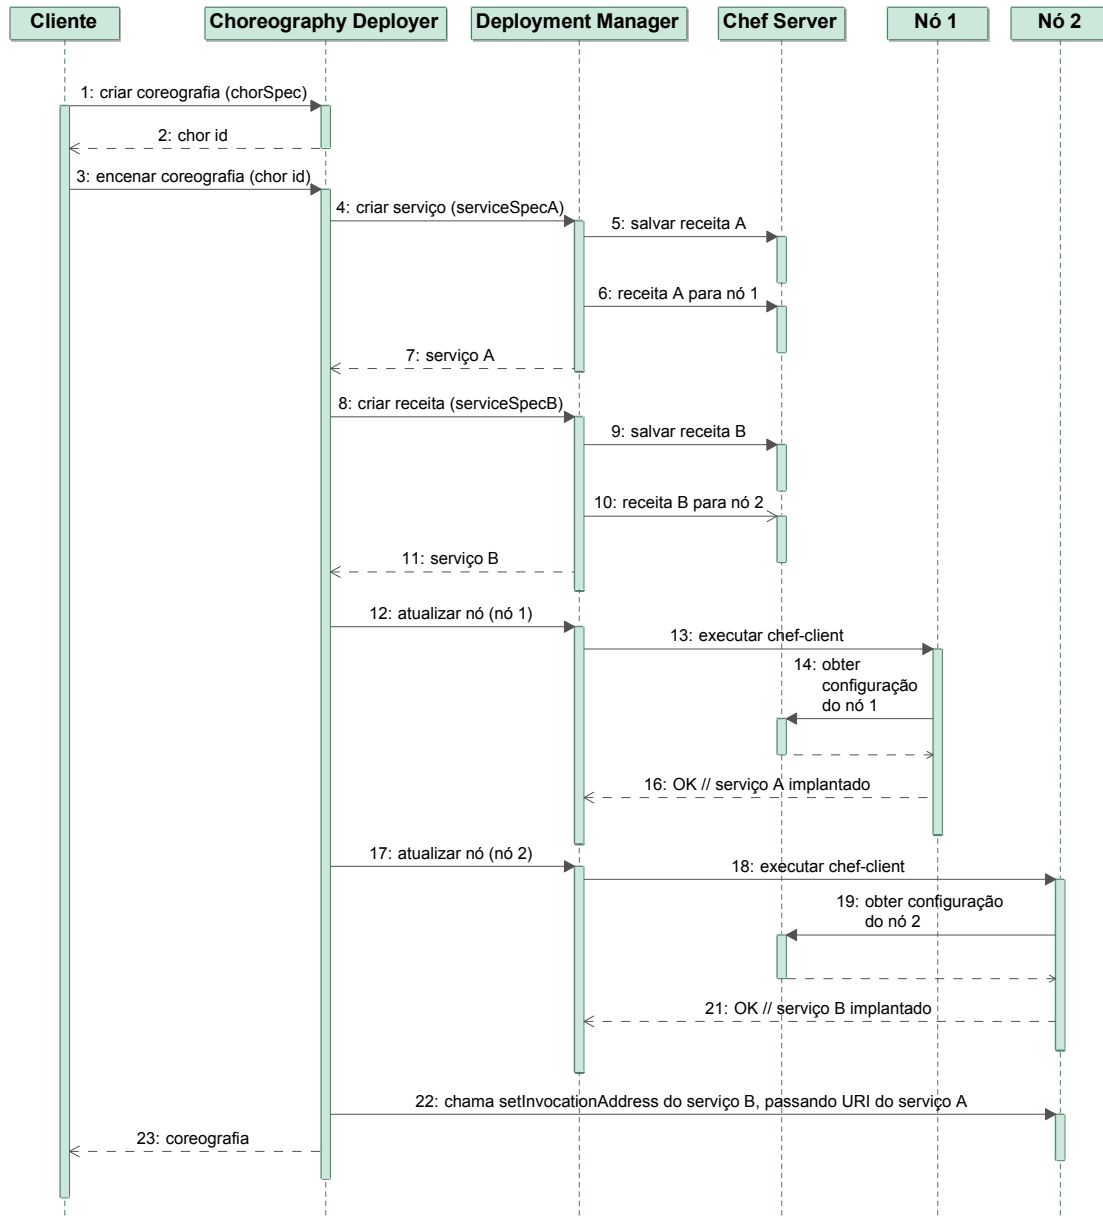 Cliente
Choreography Deployer
Deployment Manager
Chef Server
Nó 1
Nó 2
1: criar coreografia (chorSpec)
2: chor id
3: encenar coreografia (chor id)
4: criar serviço (serviceSpecA)
5: salvar receita A
6: receita A para nó 1
7: serviço A
8: criar receita (serviceSpecB)
9: salvar receita B
10: receita B para nó 2
11: serviço B
12: atualizar nó (nó 1)
13: executar chef-client
14: obter
configuração
do nó 1
16: OK // serviço A implantado
17: atualizar nó (nó 2)
18: executar chef-client
19: obter configuração
do nó 2
21: OK // serviço B implantado
22: chama setInvocationAddress do serviço B, passando URI do serviço A
23: coreografia